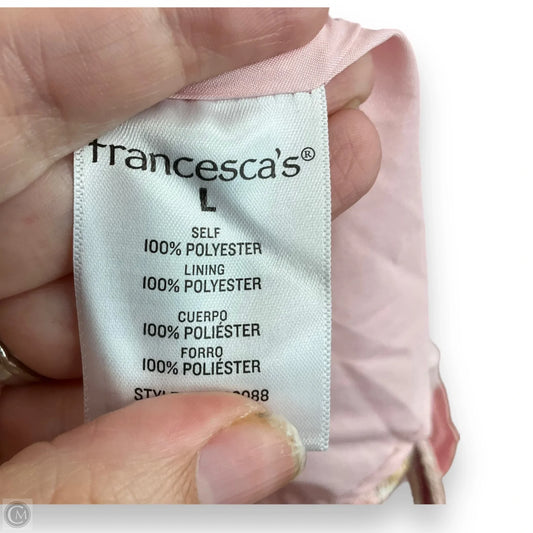 francesca's®
L
SELF
100% POLYESTER
LINING
100% POLYESTER
CUERPO
100% POLIÉSTER
FORRO
100% POLIÉSTER